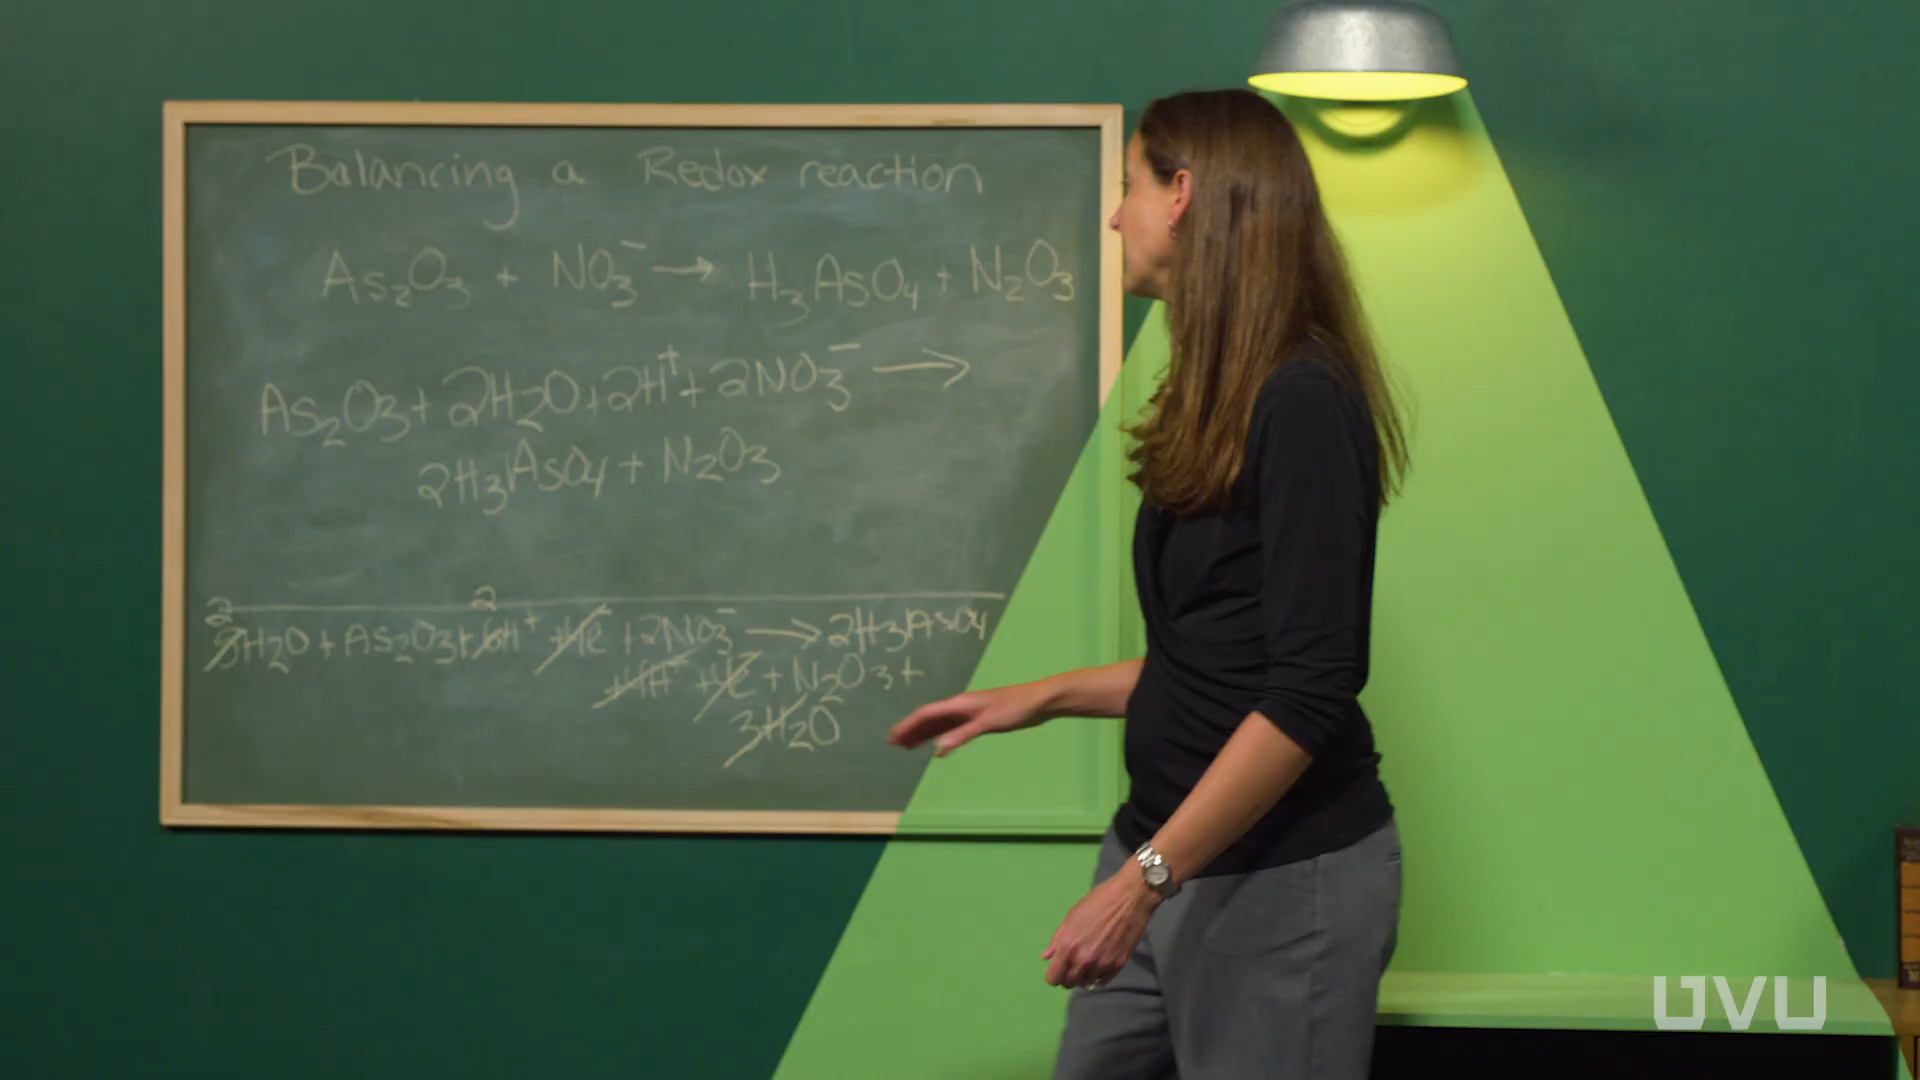 Balancing a Redox reaction
As₂O₃ + NO₃⁻ → H₃AsO₄ + N₂O₃
As₂O₃ + 2H₂O + 2H⁺ + 2NO₃⁻ →
2H₃AsO₄ + N₂O₃
2 2
5H₂O + As₂O₃ + 6H⁺ + 4e⁻ + 2NO₃⁻ → 2H₃AsO₄
+ 4H⁺ + 4e⁻ + N₂O₃ +
3H₂O
UVU